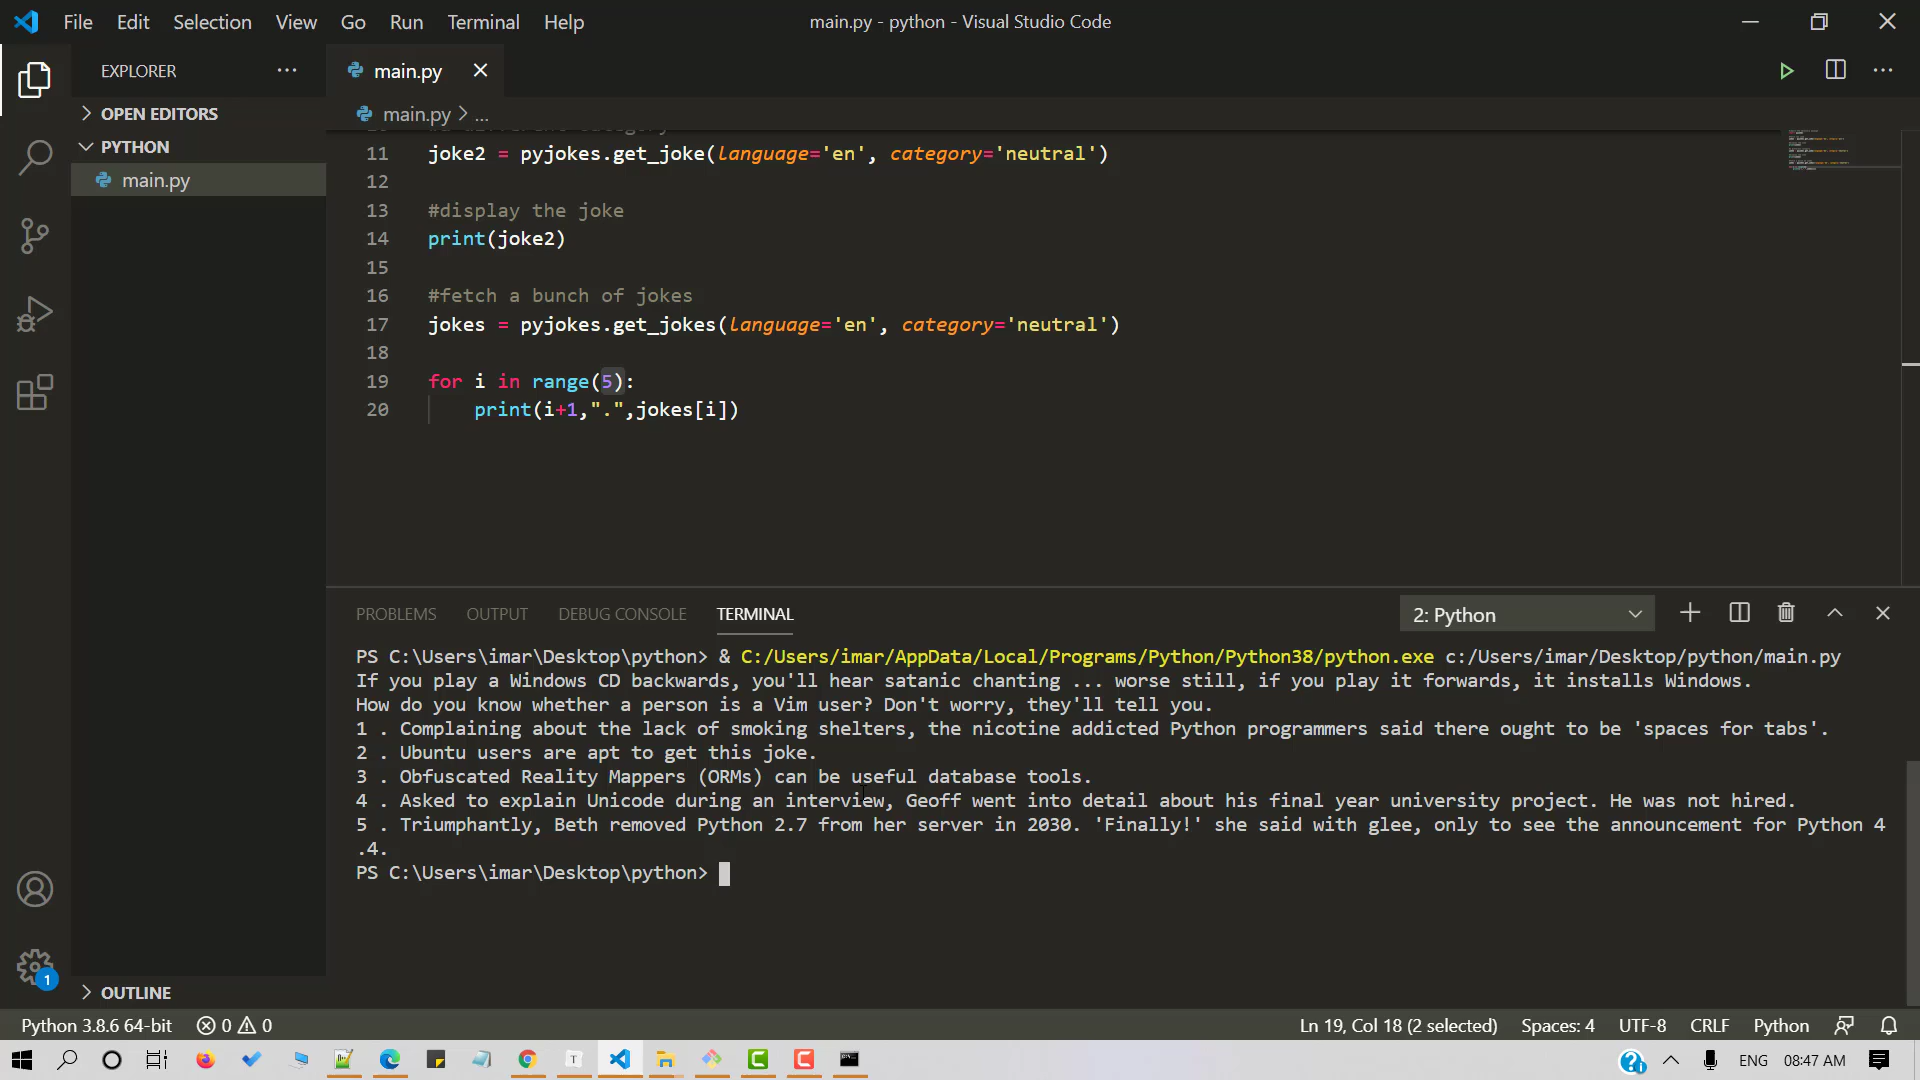 File Edit Selection View Go Run Terminal Help
main.py - python - Visual Studio Code
EXPLORER
OPEN EDITORS
PYTHON
main.py
OUTLINE
main.py
main.py > ...
11 joke2 = pyjokes.get_joke(language='en', category='neutral')
12
13 #display the joke
14 print(joke2)
15
16 #fetch a bunch of jokes
17 jokes = pyjokes.get_jokes(language='en', category='neutral')
18
19 for i in range(5):
20 print(i+1,".",jokes[i])
PROBLEMS OUTPUT DEBUG CONSOLE TERMINAL
2: Python
PS C:\Users\imar\Desktop\python> & C:/Users/imar/AppData/Local/Programs/Python/Python38/python.exe c:/Users/imar/Desktop/python/main.py
If you play a Windows CD backwards, you'll hear satanic chanting ... worse still, if you play it forwards, it installs Windows.
How do you know whether a person is a Vim user? Don't worry, they'll tell you.
1 . Complaining about the lack of smoking shelters, the nicotine addicted Python programmers said there ought to be 'spaces for tabs'.
2 . Ubuntu users are apt to get this joke.
3 . Obfuscated Reality Mappers (ORMs) can be useful database tools.
4 . Asked to explain Unicode during an interview, Geoff went into detail about his final year university project. He was not hired.
5 . Triumphantly, Beth removed Python 2.7 from her server in 2030. 'Finally!' she said with glee, only to see the announcement for Python 4
.4.
PS C:\Users\imar\Desktop\python>
1
Python 3.8.6 64-bit 0 0
Ln 19, Col 18 (2 selected) Spaces: 4 UTF-8 CRLF Python
ENG 08:47 AM